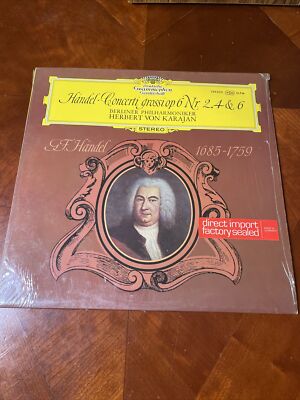 Deutsche
Grammophon
Gesellschaft
Händel · Concerti grossi op 6 Nr. 2, 4 & 6
BERLINER PHILHARMONIKER
HERBERT VON KARAJAN
STEREO
G.F. Händel
1685-1759
direct import
factory sealed